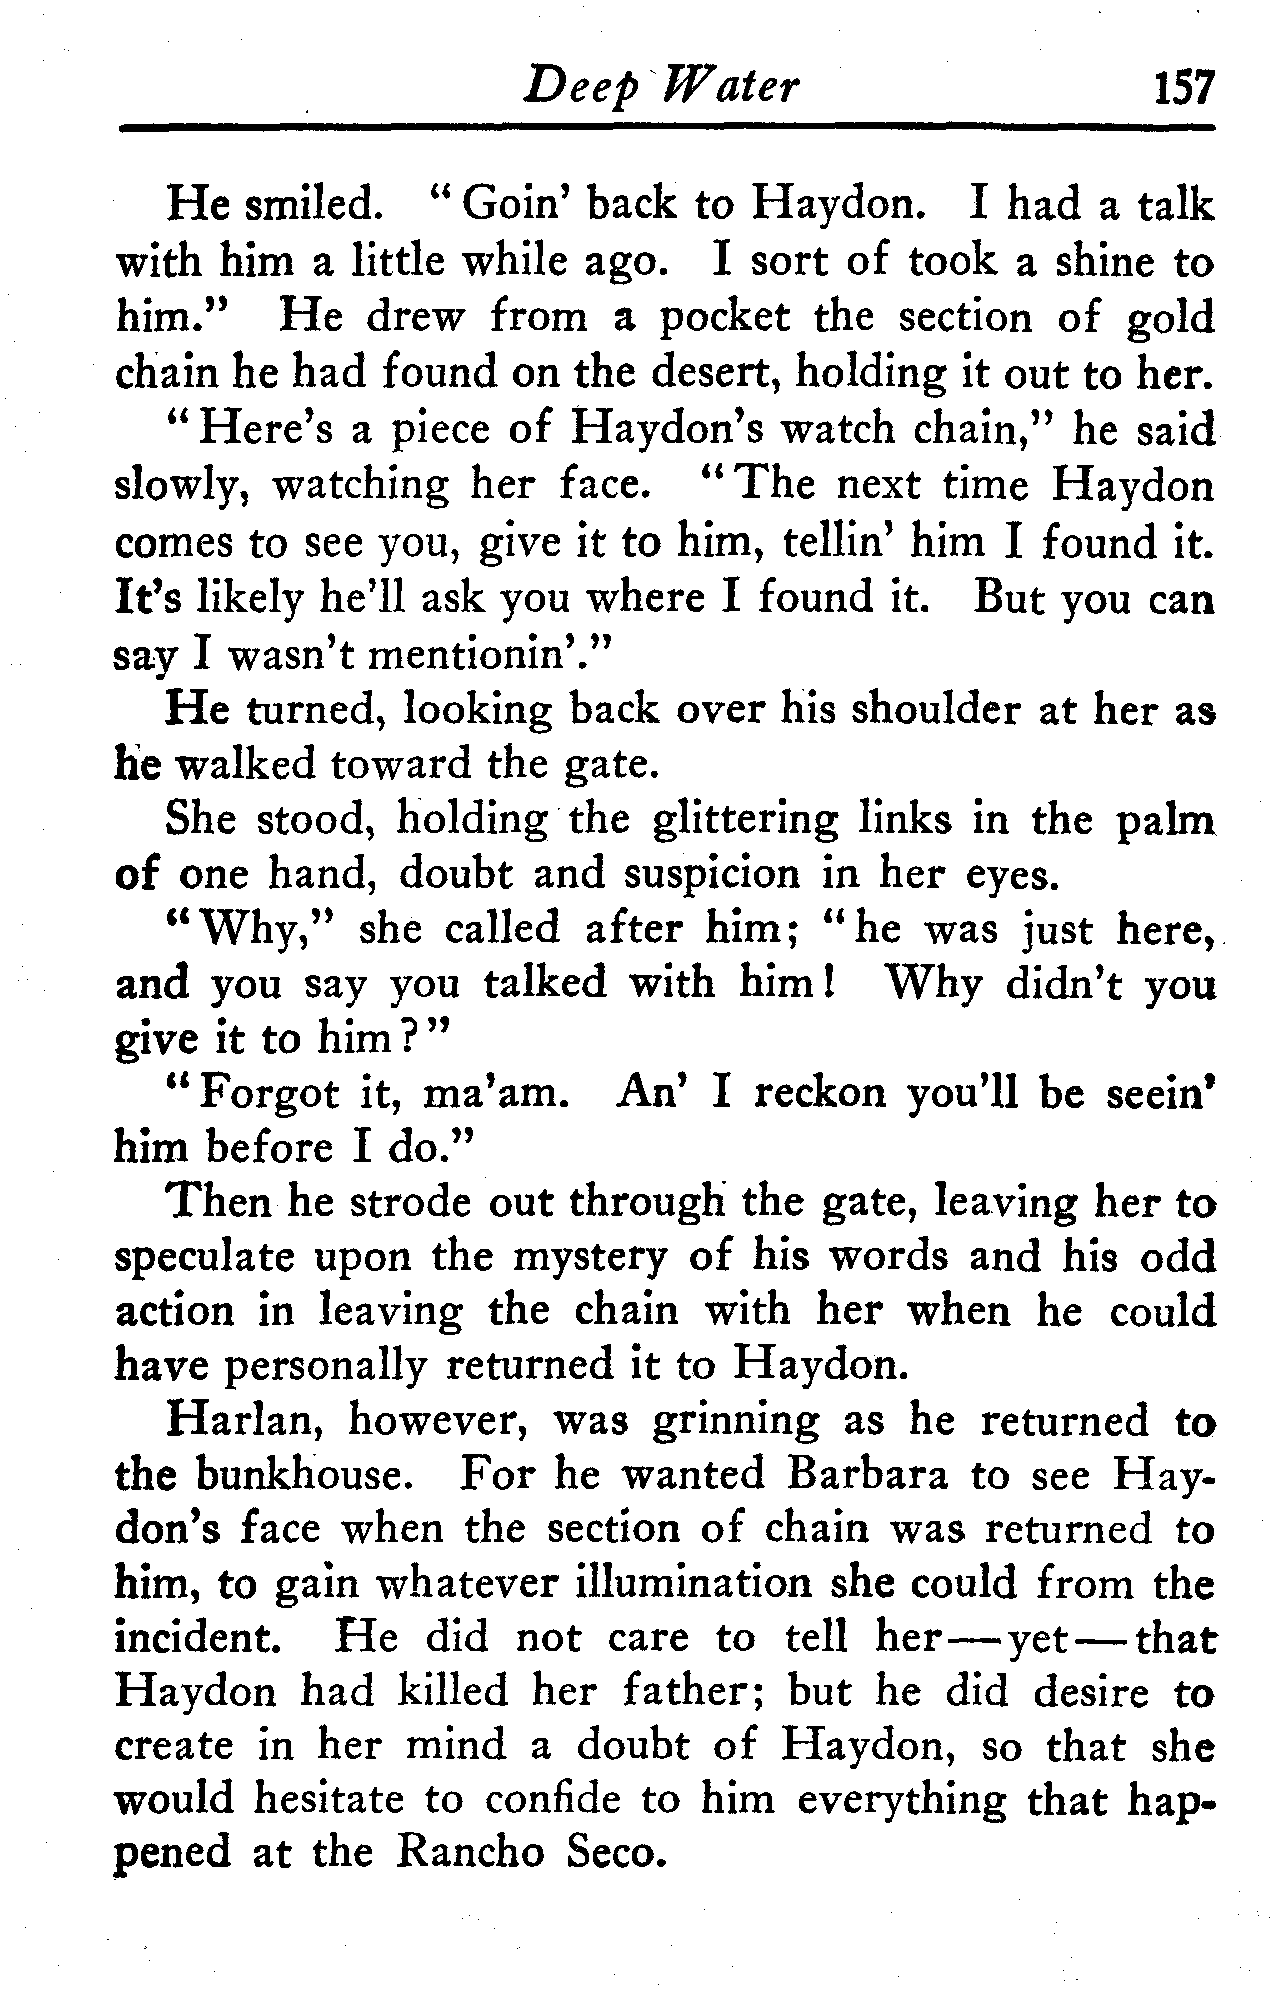 Deep Water 157
He smiled. "Goin' back to Haydon. I had a talk
with him a little while ago. I sort of took a shine to
him." He drew from a pocket the section of gold
chain he had found on the desert, holding it out to her.
"Here's a piece of Haydon's watch chain," he said
slowly, watching her face. "The next time Haydon
comes to see you, give it to him, tellin' him I found it.
It's likely he'll ask you where I found it. But you can
say I wasn't mentionin'."
He turned, looking back over his shoulder at her as
he walked toward the gate.
She stood, holding the glittering links in the palm
of one hand, doubt and suspicion in her eyes.
"Why," she called after him; "he was just here,
and you say you talked with him! Why didn't you
give it to him?"
"Forgot it, ma'am. An' I reckon you'll be seein'
him before I do."
Then he strode out through the gate, leaving her to
speculate upon the mystery of his words and his odd
action in leaving the chain with her when he could
have personally returned it to Haydon.
Harlan, however, was grinning as he returned to
the bunkhouse. For he wanted Barbara to see Hay-
don's face when the section of chain was returned to
him, to gain whatever illumination she could from the
incident. He did not care to tell her—yet—that
Haydon had killed her father; but he did desire to
create in her mind a doubt of Haydon, so that she
would hesitate to confide to him everything that hap-
pened at the Rancho Seco.